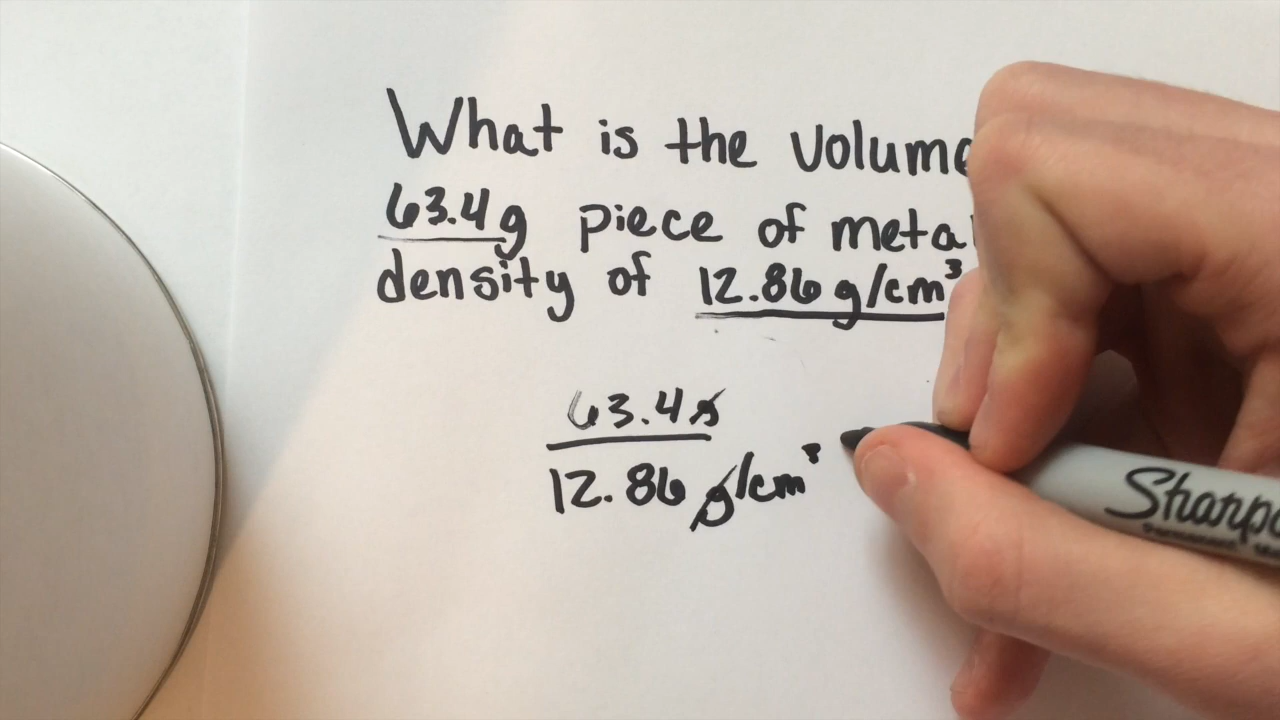 What is the volume
63.4g piece of metal
density of 12.86 g/cm³
63.4g
12.86 g/cm³
Sharpie